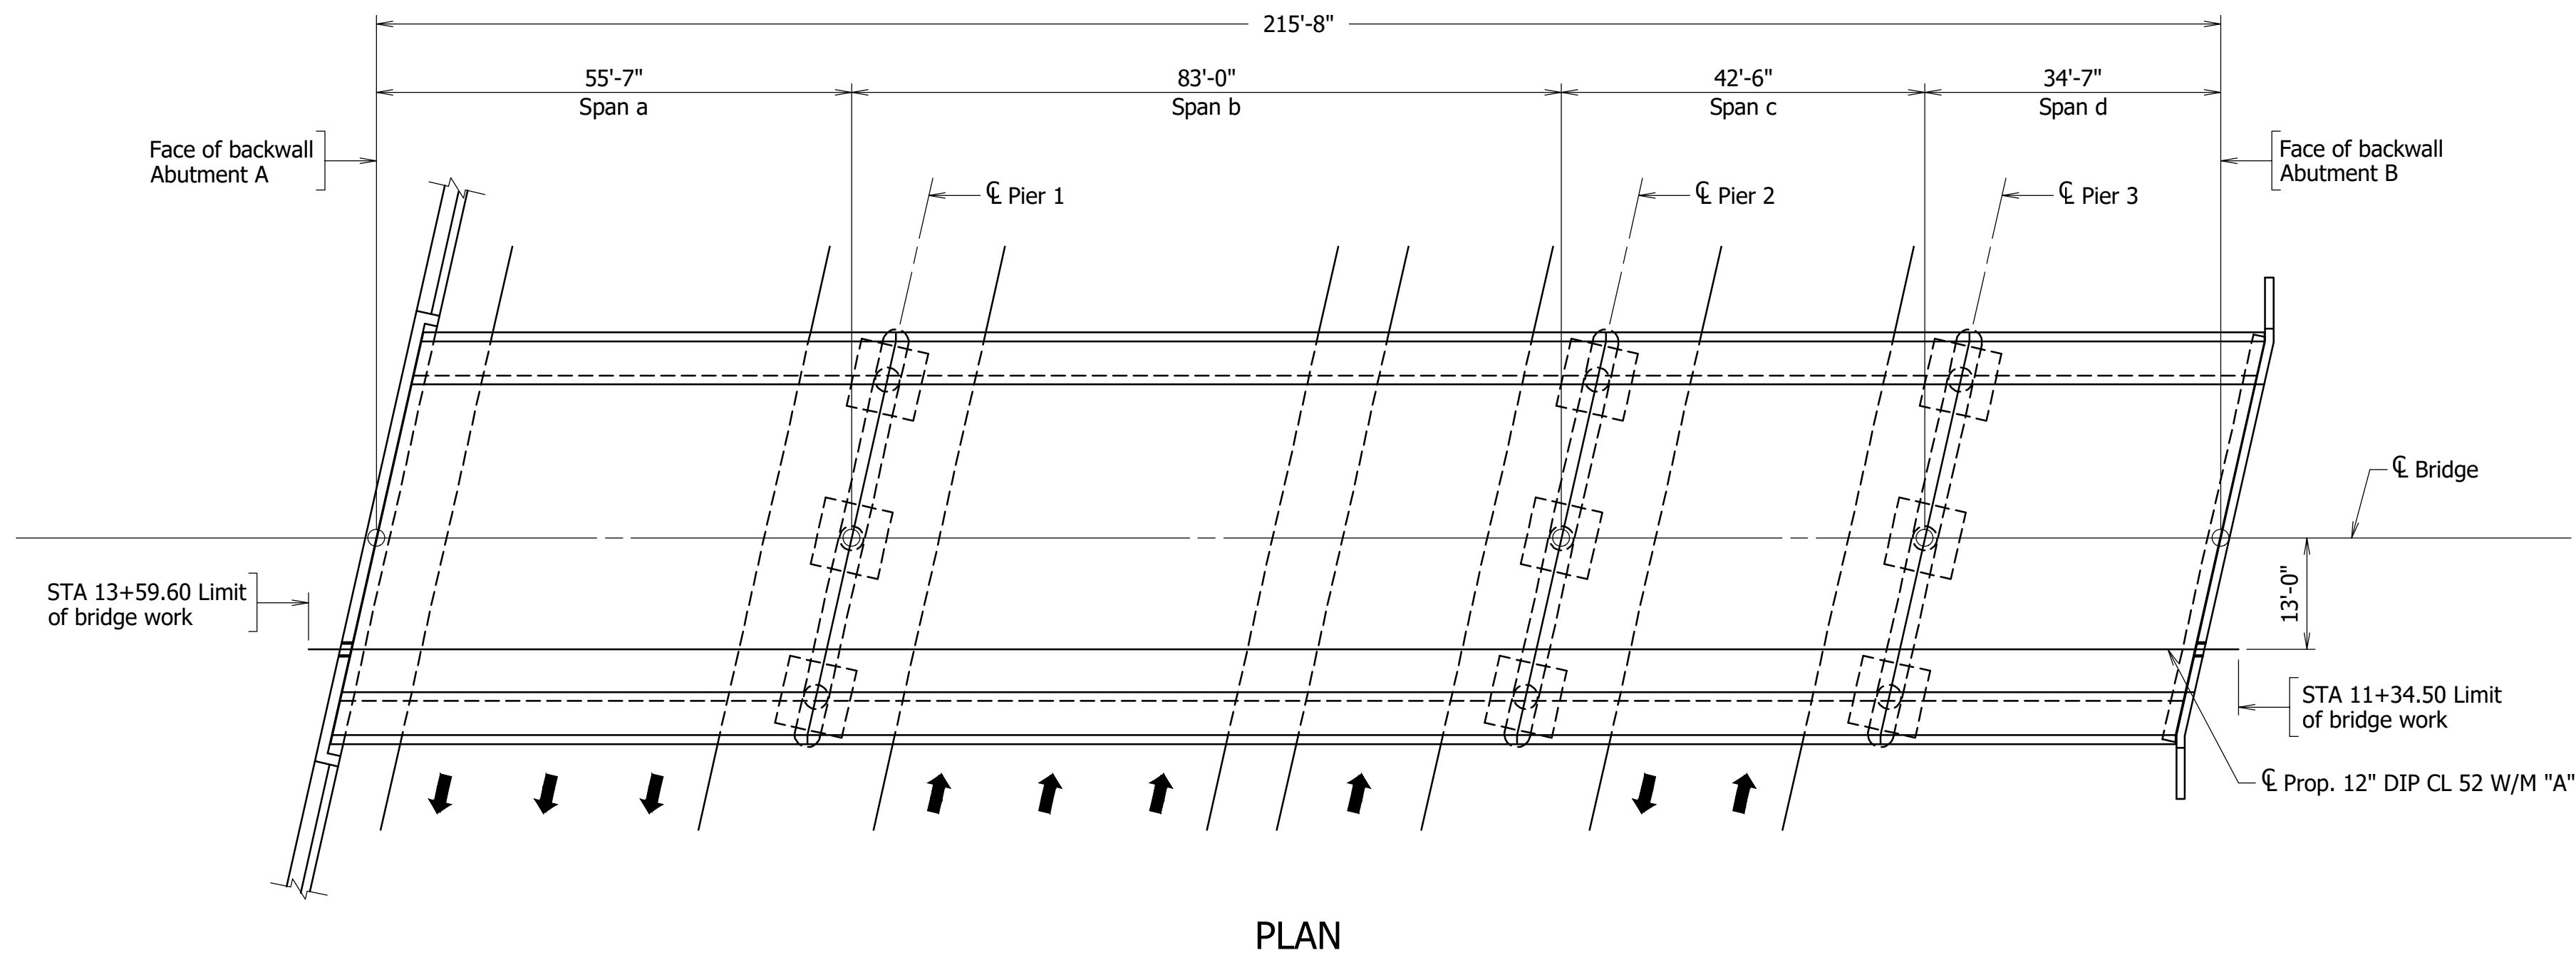 215'-8"
55'-7"
Span a
83'-0"
Span b
42'-6"
Span c
34'-7"
Span d
Face of backwall
Abutment A
Face of backwall
Abutment B
℄ Pier 1
℄ Pier 2
℄ Pier 3
℄ Bridge
13'-0"
STA 13+59.60 Limit
of bridge work
STA 11+34.50 Limit
of bridge work
℄ Prop. 12" DIP CL 52 W/M "A"
PLAN